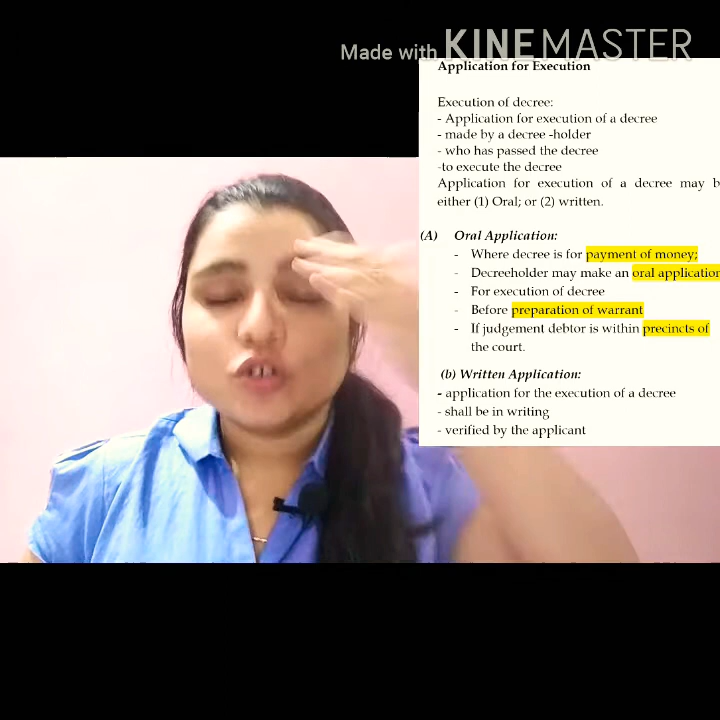 Made with KINEMASTER
Application for Execution
Execution of decree:
- Application for execution of a decree
- made by a decree -holder
- who has passed the decree
-to execute the decree
Application for execution of a decree may
either (1) Oral; or (2) written.
(A) Oral Application:
- Where decree is for payment of money;
- Decreeholder may make an oral application
- For execution of decree
- Before preparation of warrant
- If judgement debtor is within precincts of
the court.
(b) Written Application:
- application for the execution of a decree
- shall be in writing
- verified by the applicant